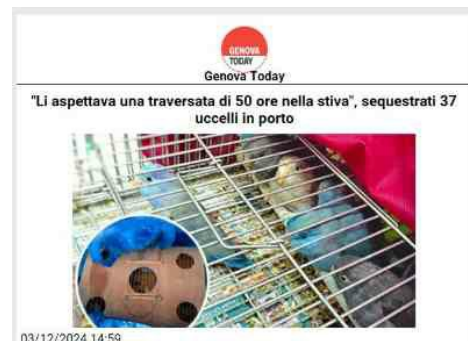 GENOVA
TODAY
Genova Today
"Li aspettava una traversata di 50 ore nella stiva", sequestrati 37
uccelli in porto
03/12/2024 14:59